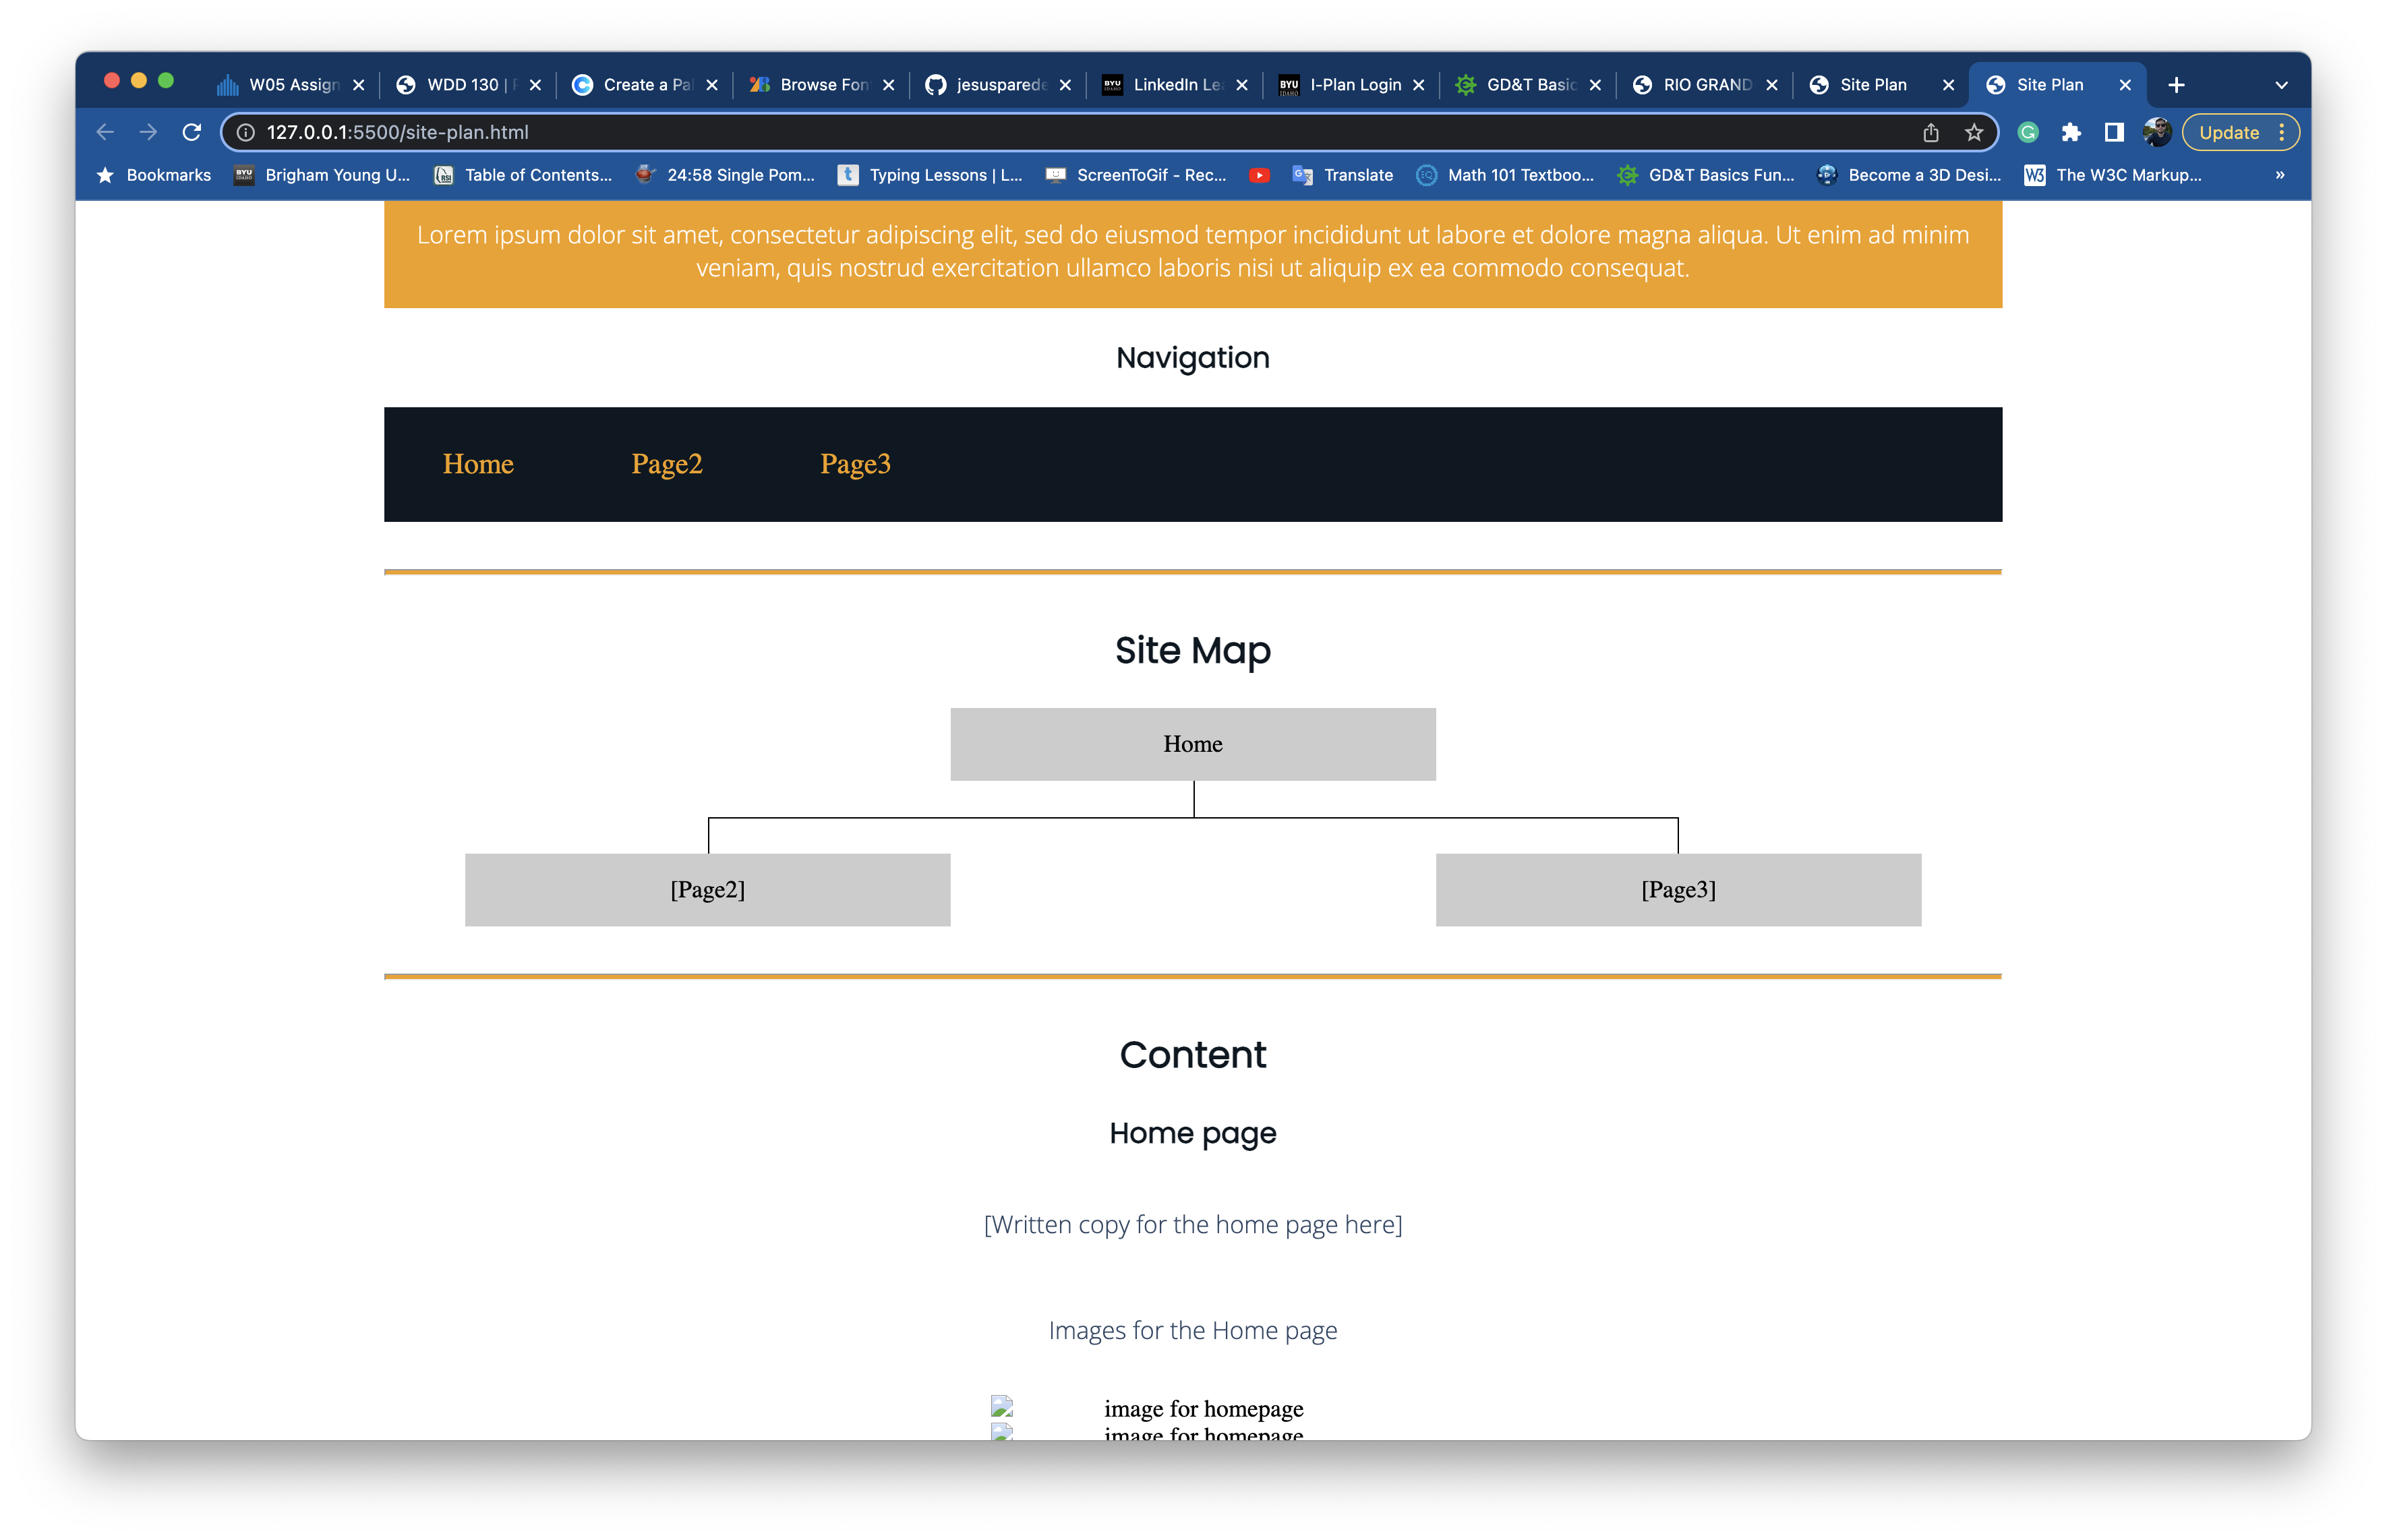 W05 Assign
WDD 130 |
Create a Pal
Browse Fon
jesusparede
LinkedIn Le
I-Plan Login
GD&T Basic
RIO GRAND
Site Plan
Site Plan
127.0.0.1:5500/site-plan.html
Update
Bookmarks
Brigham Young U...
Table of Contents...
24:58 Single Pom...
Typing Lessons | L...
ScreenToGif - Rec...
Translate
Math 101 Textboo...
GD&T Basics Fun...
Become a 3D Desi...
The W3C Markup...
Lorem ipsum dolor sit amet, consectetur adipiscing elit, sed do eiusmod tempor incididunt ut labore et dolore magna aliqua. Ut enim ad minim
veniam, quis nostrud exercitation ullamco laboris nisi ut aliquip ex ea commodo consequat.
Navigation
Home
Page2
Page3
Site Map
Home
[Page2]
[Page3]
Content
Home page
[Written copy for the home page here]
Images for the Home page
image for homepage
image for homepage